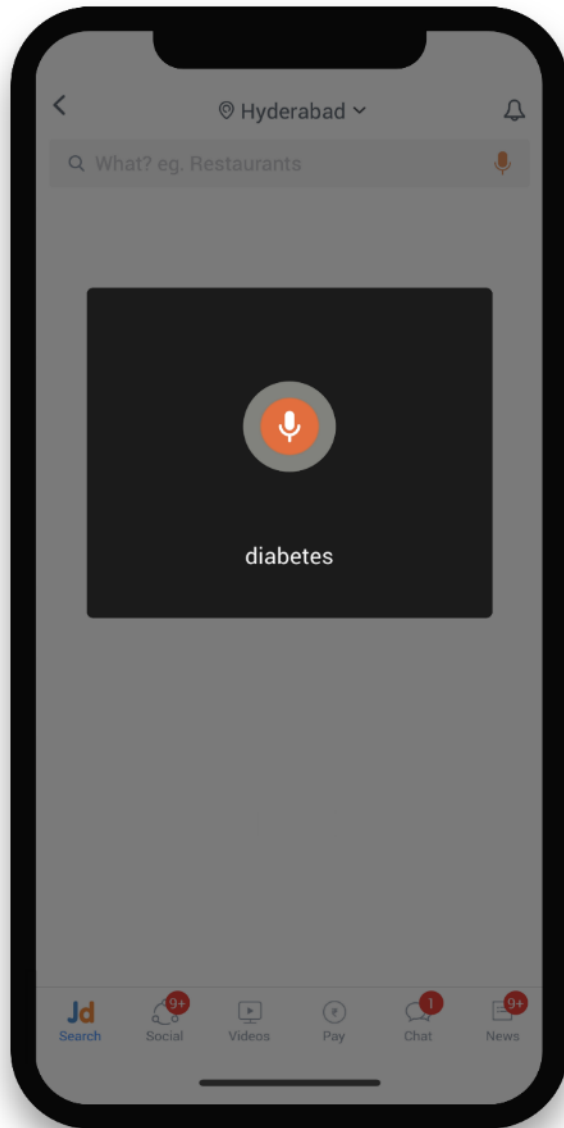 Hyderabad
What? eg. Restaurants
diabetes
Jd
9+
1
9+
Search
Social
Videos
Pay
Chat
News